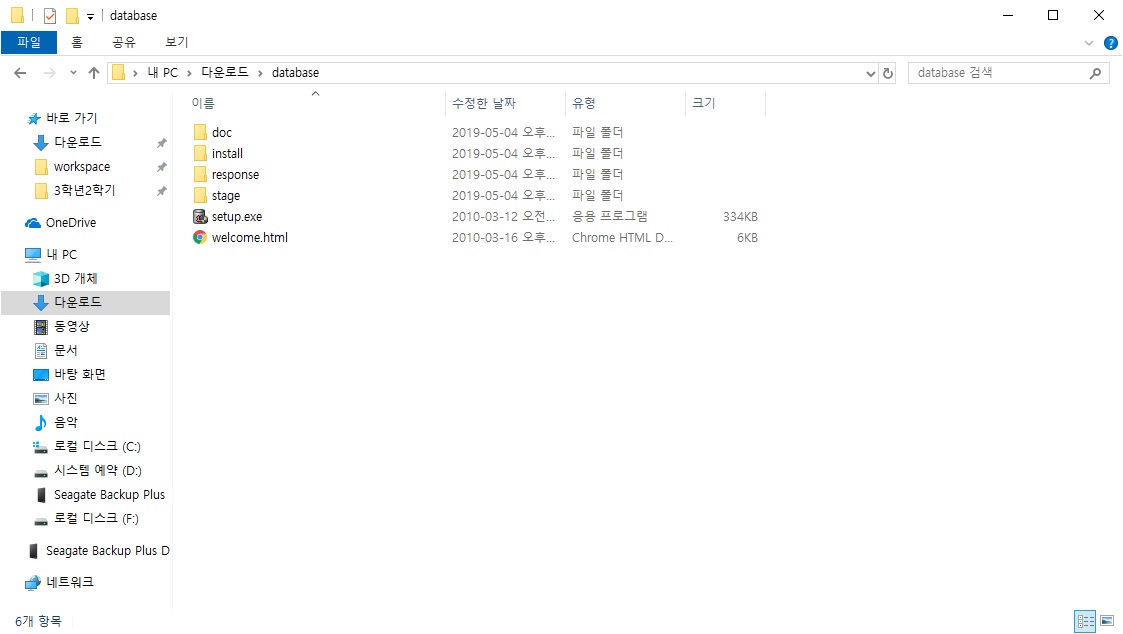 database
파일 홈 공유 보기
내 PC 다운로드 database
database 검색
이름 수정한 날짜 유형 크기
doc 2019-05-04 오후... 파일 폴더
install 2019-05-04 오후... 파일 폴더
response 2019-05-04 오후... 파일 폴더
stage 2019-05-04 오후... 파일 폴더
setup.exe 2010-03-12 오전... 응용 프로그램 334KB
welcome.html 2010-03-16 오후... Chrome HTML D... 6KB
바로 가기
다운로드
workspace
3학년2학기
OneDrive
내 PC
3D 개체
다운로드
동영상
문서
바탕 화면
사진
음악
로컬 디스크 (C:)
시스템 예약 (D:)
Seagate Backup Plus
로컬 디스크 (F:)
Seagate Backup Plus D
네트워크
6개 항목